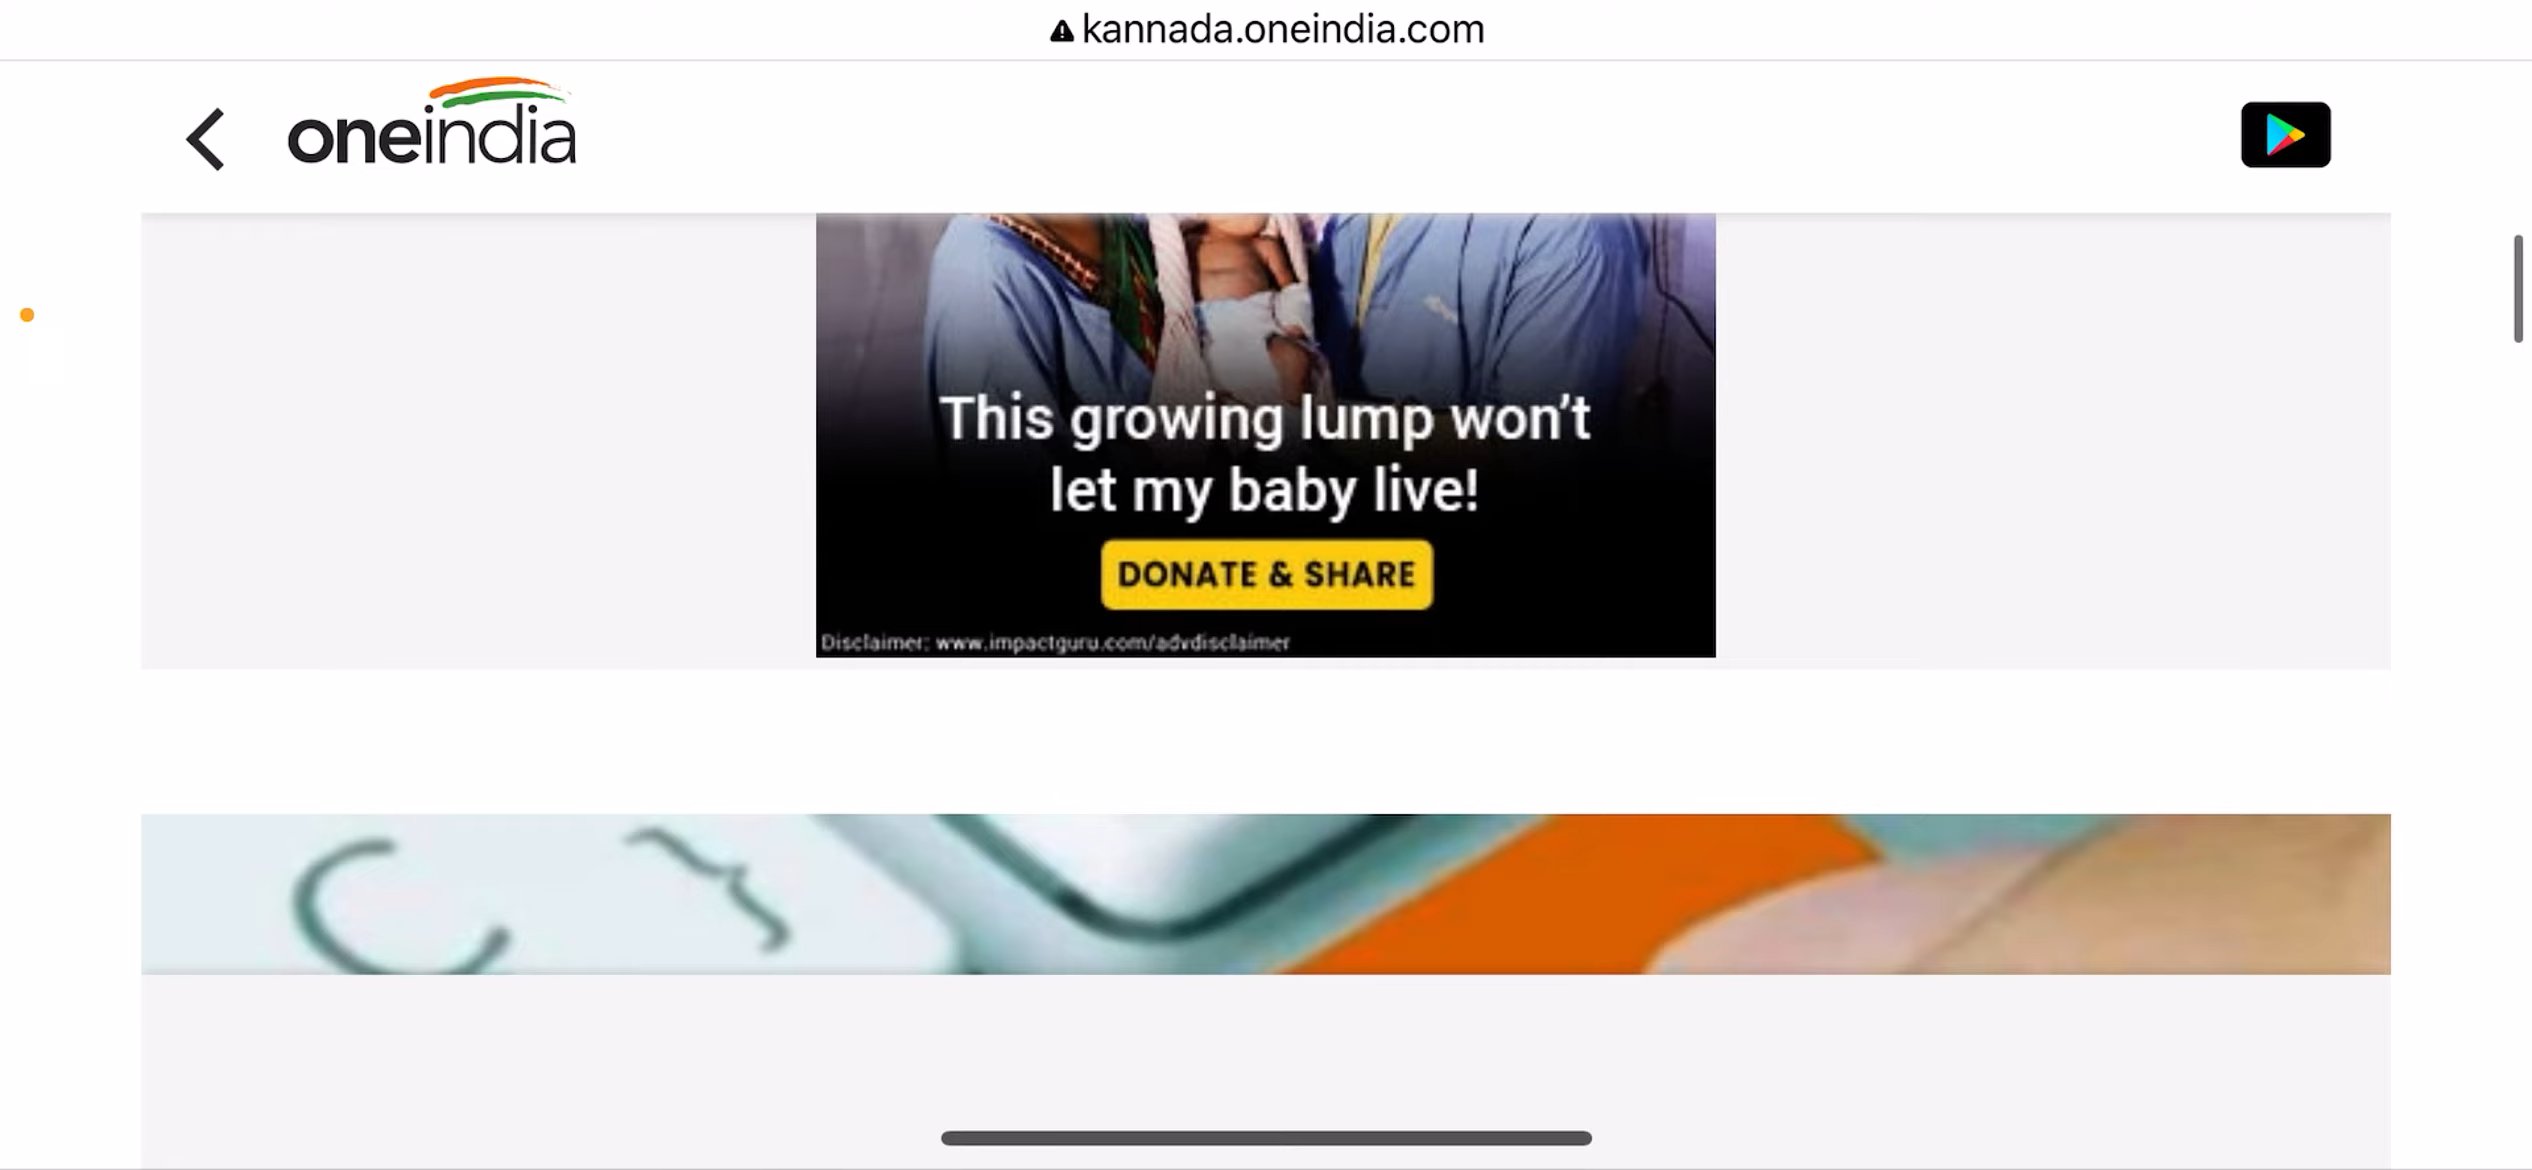 kannada.oneindia.com
oneindia
This growing lump won't
let my baby live!
DONATE & SHARE
Disclaimer: www.impactguru.com/advdisclaimer